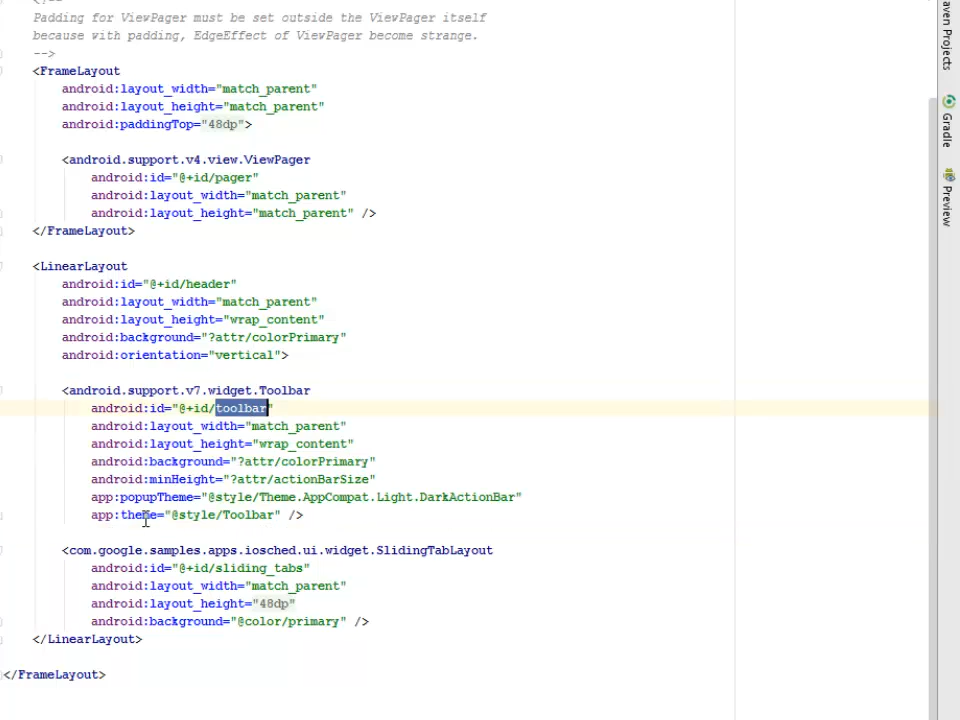 Padding for ViewPager must be set outside the ViewPager itself
because with padding, EdgeEffect of ViewPager become strange.
-->
<FrameLayout
android:layout_width="match_parent"
android:layout_height="match_parent"
android:paddingTop="48dp">
<android.support.v4.view.ViewPager
android:id="@+id/pager"
android:layout_width="match_parent"
android:layout_height="match_parent" />
</FrameLayout>
<LinearLayout
android:id="@+id/header"
android:layout_width="match_parent"
android:layout_height="wrap_content"
android:background="?attr/colorPrimary"
android:orientation="vertical">
<android.support.v7.widget.Toolbar
android:id="@+id/toolbar"
android:layout_width="match_parent"
android:layout_height="wrap_content"
android:background="?attr/colorPrimary"
android:minHeight="?attr/actionBarSize"
app:popupTheme="@style/Theme.AppCompat.Light.DarkActionBar"
app:theme="@style/Toolbar" />
<com.google.samples.apps.iosched.ui.widget.SlidingTabLayout
android:id="@+id/sliding_tabs"
android:layout_width="match_parent"
android:layout_height="48dp"
android:background="@color/primary" />
</LinearLayout>
</FrameLayout>
aven Projects
Gradle
Preview